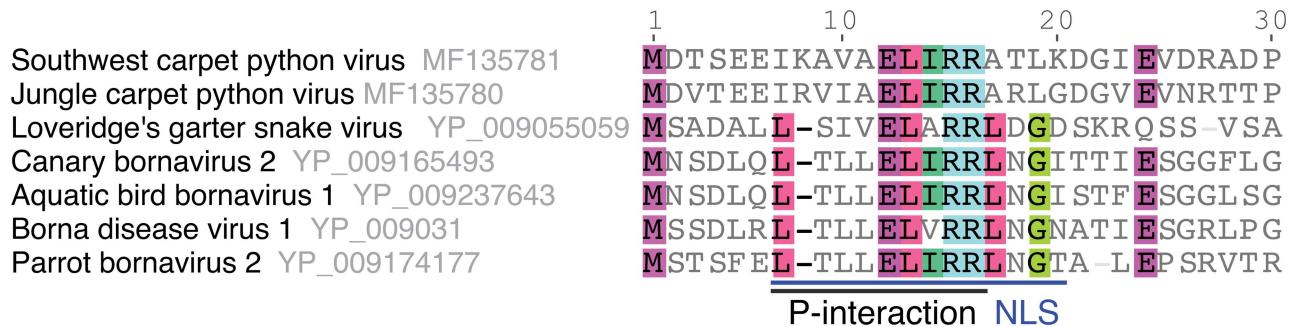 1 10 20 30
Southwest carpet python virus MF135781 MDTSEEIKAVAELIRRATLKDGIEVDRADP
Jungle carpet python virus MF135780 MDVTEEIRVIAELIRRARLGDGVEVNRTTP
Loveridge's garter snake virus YP_009055059 MSADALL-SIVELARRLDGDSKRQSS-VSA
Canary bornavirus 2 YP_009165493 MNSDLQL-TLLELIRRLNGITTIESGGFLG
Aquatic bird bornavirus 1 YP_009237643 MNSDLQL-TLLELIRRLNGISTFESGGLSG
Borna disease virus 1 YP_009031 MSSDLRL-TLLELVRRLNGNATIESGRLPG
Parrot bornavirus 2 YP_009174177 MSTSFEL-TLLELIRRLNGTA-LEPSRVTR
P-interaction NLS